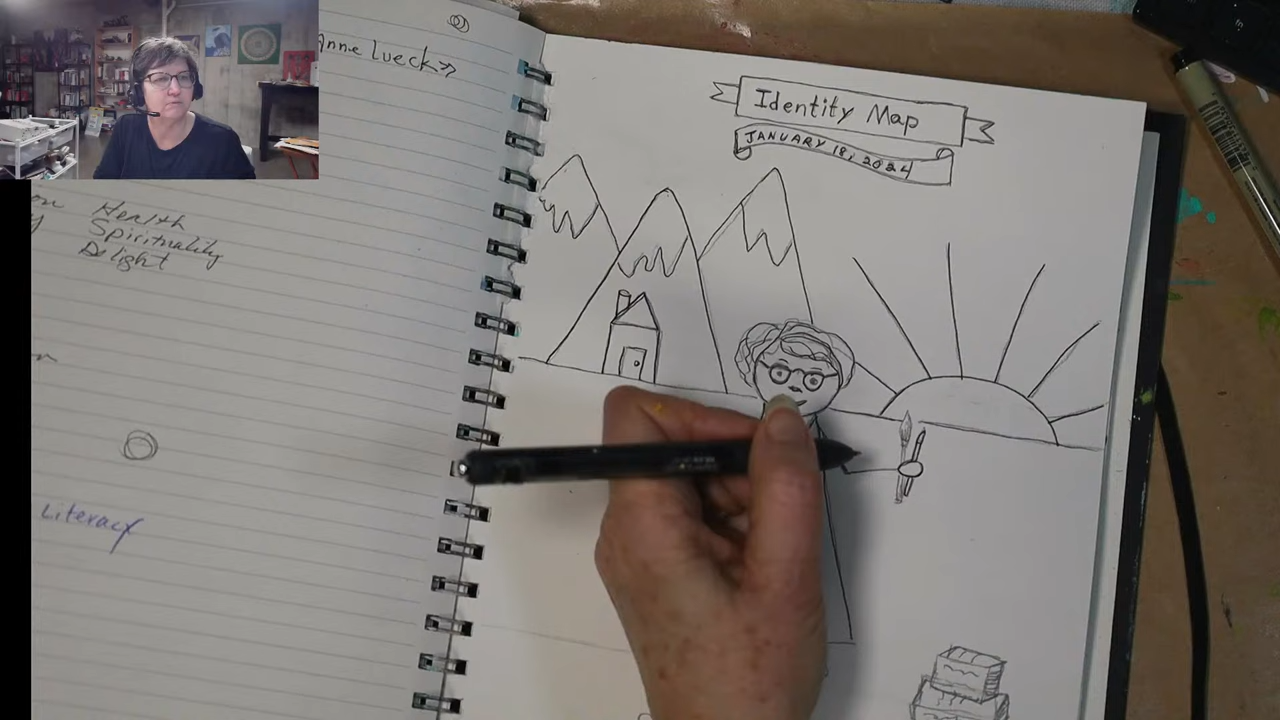 Anne Lueck
Health
Spirituality
Delight
Literacy
Identity Map
JANUARY 18, 2024